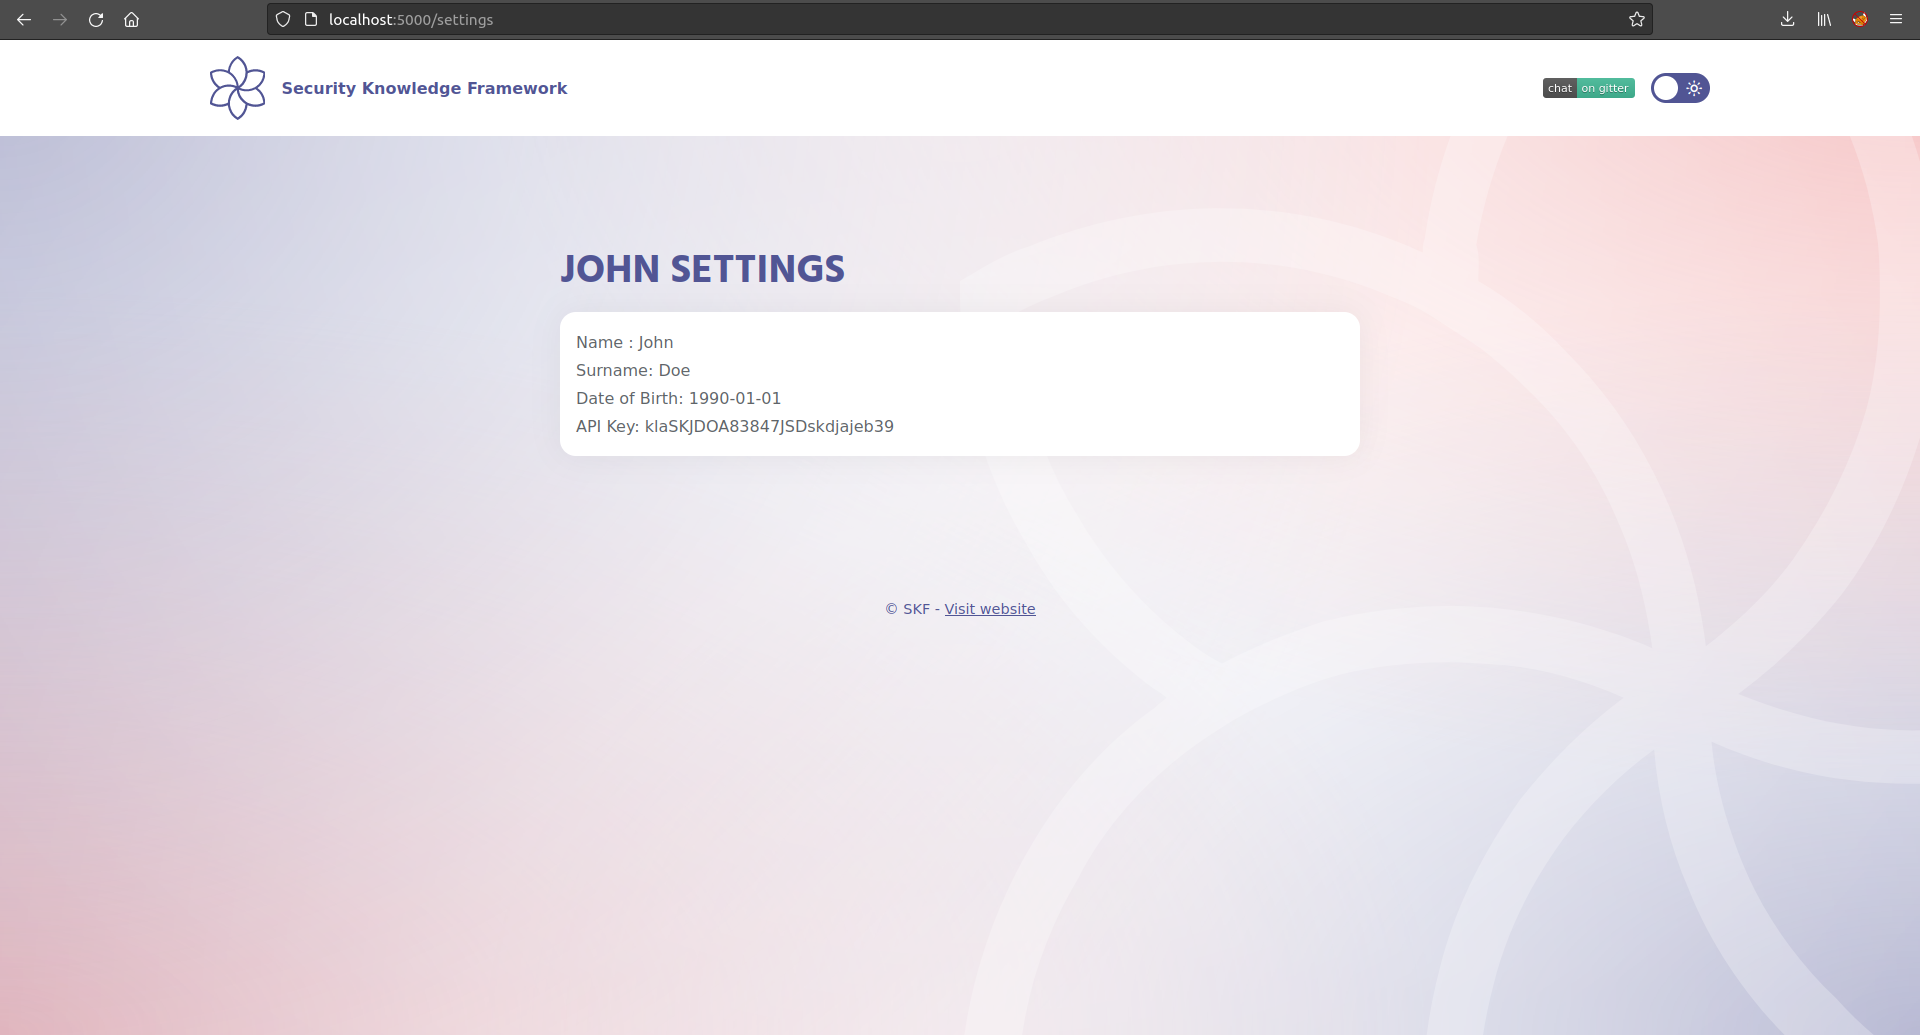 localhost:5000/settings
Security Knowledge Framework
chat on gitter
JOHN SETTINGS
Name : John
Surname: Doe
Date of Birth: 1990-01-01
API Key: klaSKJDOA83847JSDskdjajeb39
© SKF - Visit website